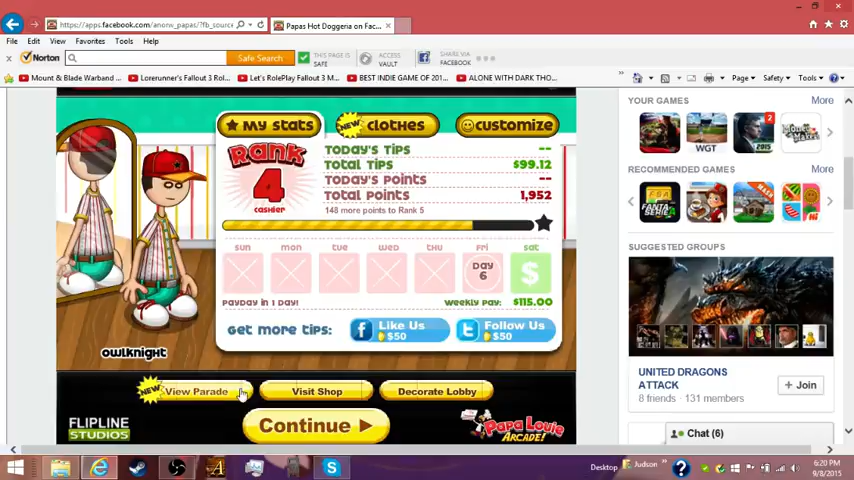 https://apps.facebook.com/anorw_papas/?fb_source
Papas Hot Doggeria on Fac...
File Edit View Favorites Tools Help
Norton
Safe Search
THIS PAGE IS SAFE
ACCESS VAULT
SHARE VIA FACEBOOK
Mount & Blade Warband ...
Lorerunner's Fallout 3 Rol...
Let's RolePlay Fallout 3 M...
BEST INDIE GAME OF 201...
ALONE WITH DARK THO...
Page
Safety
Tools
my stats
NEW
clothes
customize
Rank
4
cashier
Today's Tips --
Total Tips $99.12
Today's Points --
Total Points 1,952
148 more points to Rank 5
SUN MON TUE WED THU Fri SAT
DAY 6
$
PAYDAY IN 1 DAY!
WEEKLY PAY: $115.00
Get more tips:
Like Us
$50
Follow Us
$50
owlknight
NEW
View Parade
Visit Shop
Decorate Lobby
Continue
FLIPLINE STUDIOS
Papa Louie ARCADE!
YOUR GAMES More
WGT
2
2015
RECOMMENDED GAMES More
SUGGESTED GROUPS
UNITED DRAGONS ATTACK
8 friends · 131 members
+ Join
Chat (6)
Desktop
Judson
6:20 PM
9/8/2015